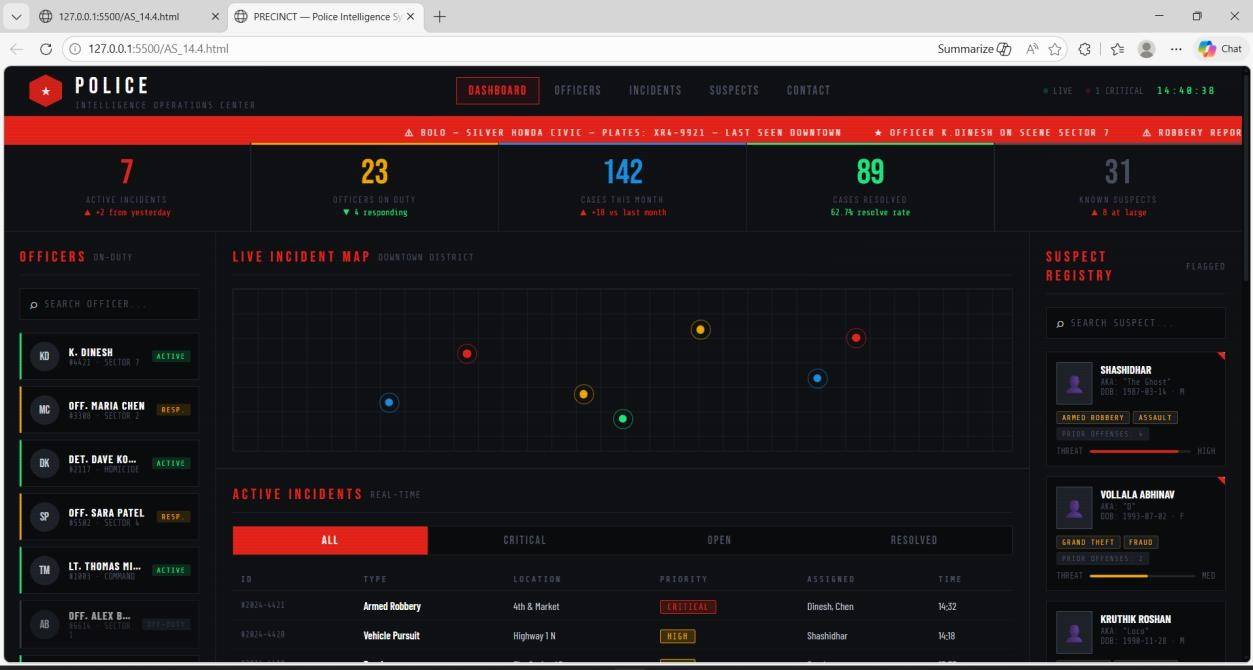 127.0.0.1:5500/AS_14.4.html
PRECINCT — Police Intelligence Sy
127.0.0.1:5500/AS_14.4.html
Summarize
Chat
POLICE
INTELLIGENCE OPERATIONS CENTER
DASHBOARD OFFICERS INCIDENTS SUSPECTS CONTACT
LIVE 1 CRITICAL 14:40:38
⚠ BOLO — SILVER HONDA CIVIC — PLATES: XR4-9921 — LAST SEEN DOWNTOWN ★ OFFICER K.DINESH ON SCENE SECTOR 7 ⚠ ROBBERY REPOR
7
ACTIVE INCIDENTS
▲ +2 from yesterday
23
OFFICERS ON DUTY
▼ 4 responding
142
CASES THIS MONTH
▲ +18 vs last month
89
CASES RESOLVED
62.7% resolve rate
31
KNOWN SUSPECTS
▲ 8 at large
OFFICERS ON-DUTY
SEARCH OFFICER...
KD K. DINESH ACTIVE
#4421 · SECTOR 7
MC OFF. MARIA CHEN RESP.
#3308 · SECTOR 2
DK DET. DAVE KO... ACTIVE
#2117 · HOMICIDE
SP OFF. SARA PATEL RESP.
#5502 · SECTOR 4
TM LT. THOMAS MI... ACTIVE
#1003 · COMMAND
AB OFF. ALEX B... OFF-DUTY
#6614 · SECTOR
1
LIVE INCIDENT MAP DOWNTOWN DISTRICT
ACTIVE INCIDENTS REAL-TIME
ALL CRITICAL OPEN RESOLVED
ID TYPE LOCATION PRIORITY ASSIGNED TIME
#2024-4421 Armed Robbery 4th & Market CRITICAL Dinesh, Chen 14:32
#2024-4420 Vehicle Pursuit Highway 1 N HIGH Shashidhar 14:18
SUSPECT
REGISTRY
FLAGGED
SEARCH SUSPECT...
SHASHIDHAR
AKA: "The Ghost"
DOB: 1987-03-14 · M
ARMED ROBBERY ASSAULT
PRIOR OFFENSES: 4
THREAT HIGH
VOLLALA ABHINAV
AKA: "D"
DOB: 1993-07-02 · F
GRAND THEFT FRAUD
PRIOR OFFENSES: 2
THREAT MED
KRUTHIK ROSHAN
AKA: "Loco"
DOB: 1990-11-28 · M